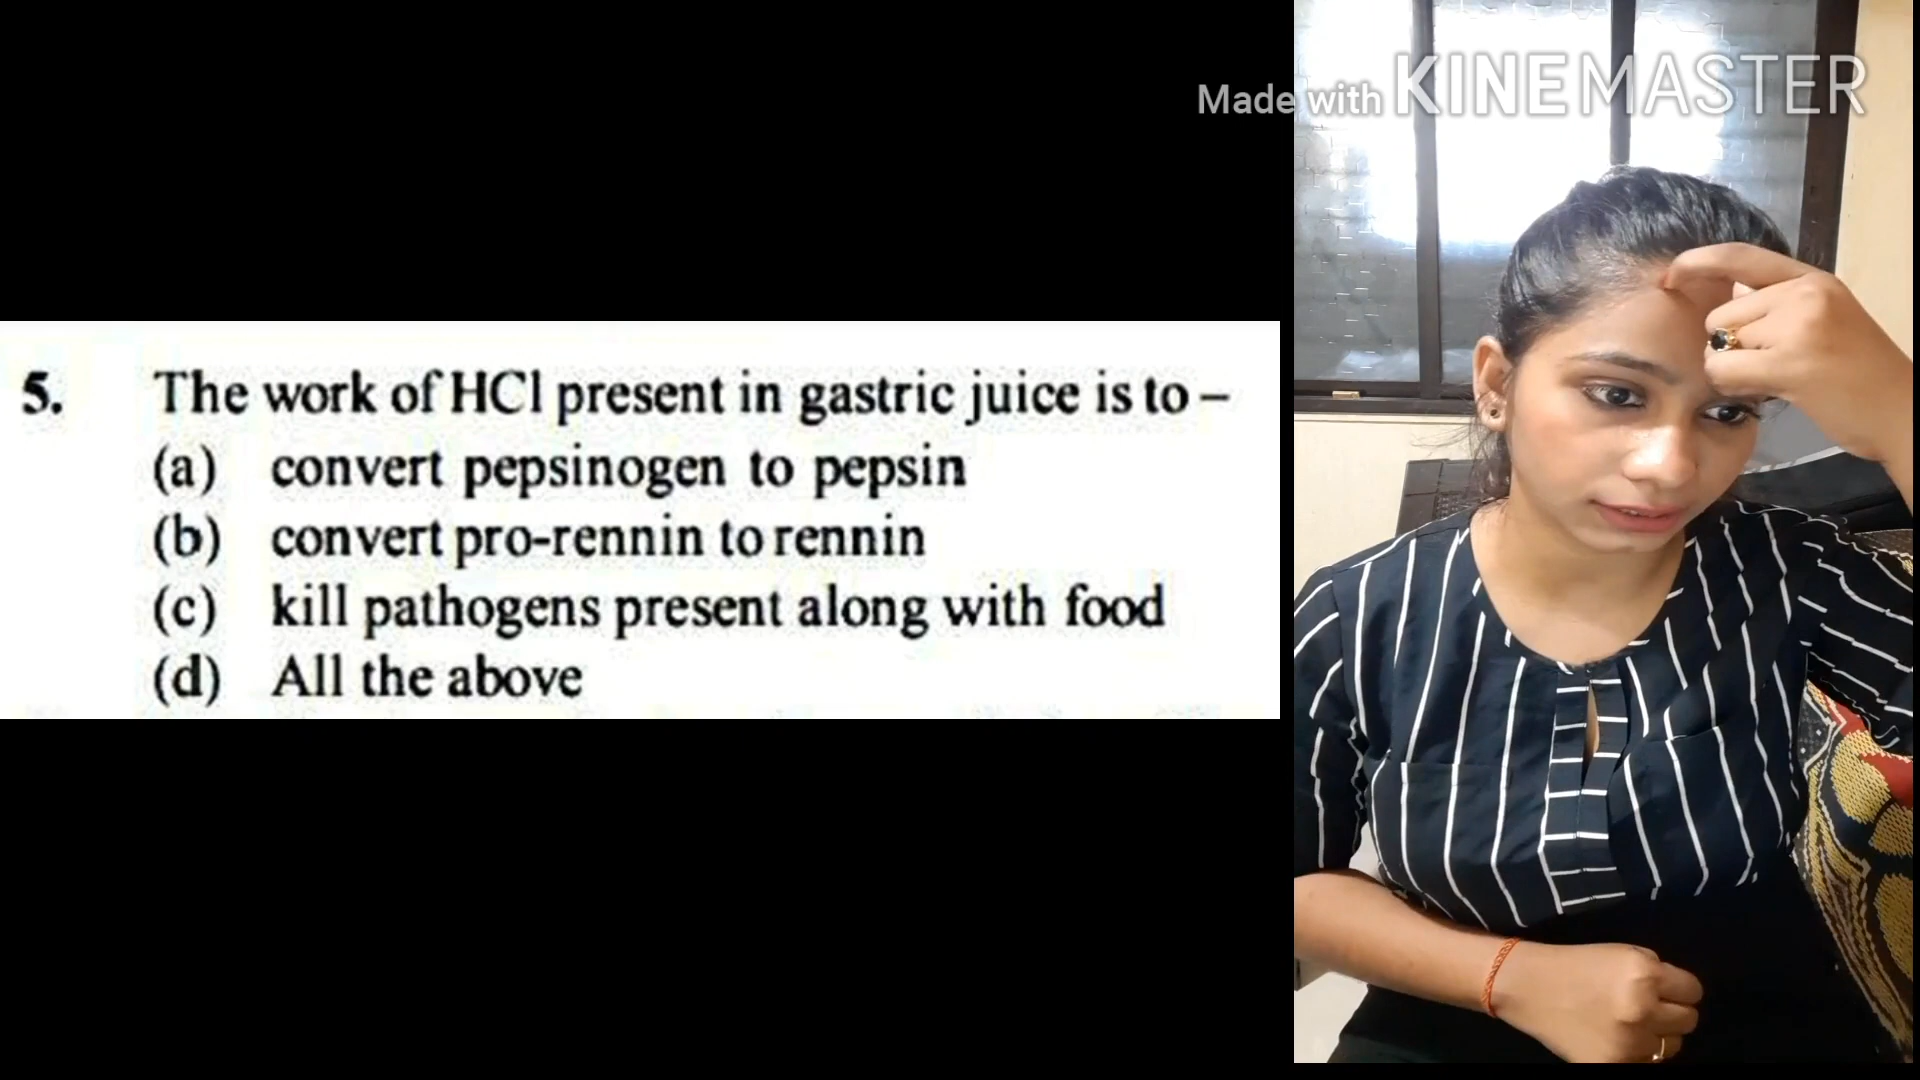 Made with KINEMASTER
5. The work of HCl present in gastric juice is to –
(a) convert pepsinogen to pepsin
(b) convert pro-rennin to rennin
(c) kill pathogens present along with food
(d) All the above